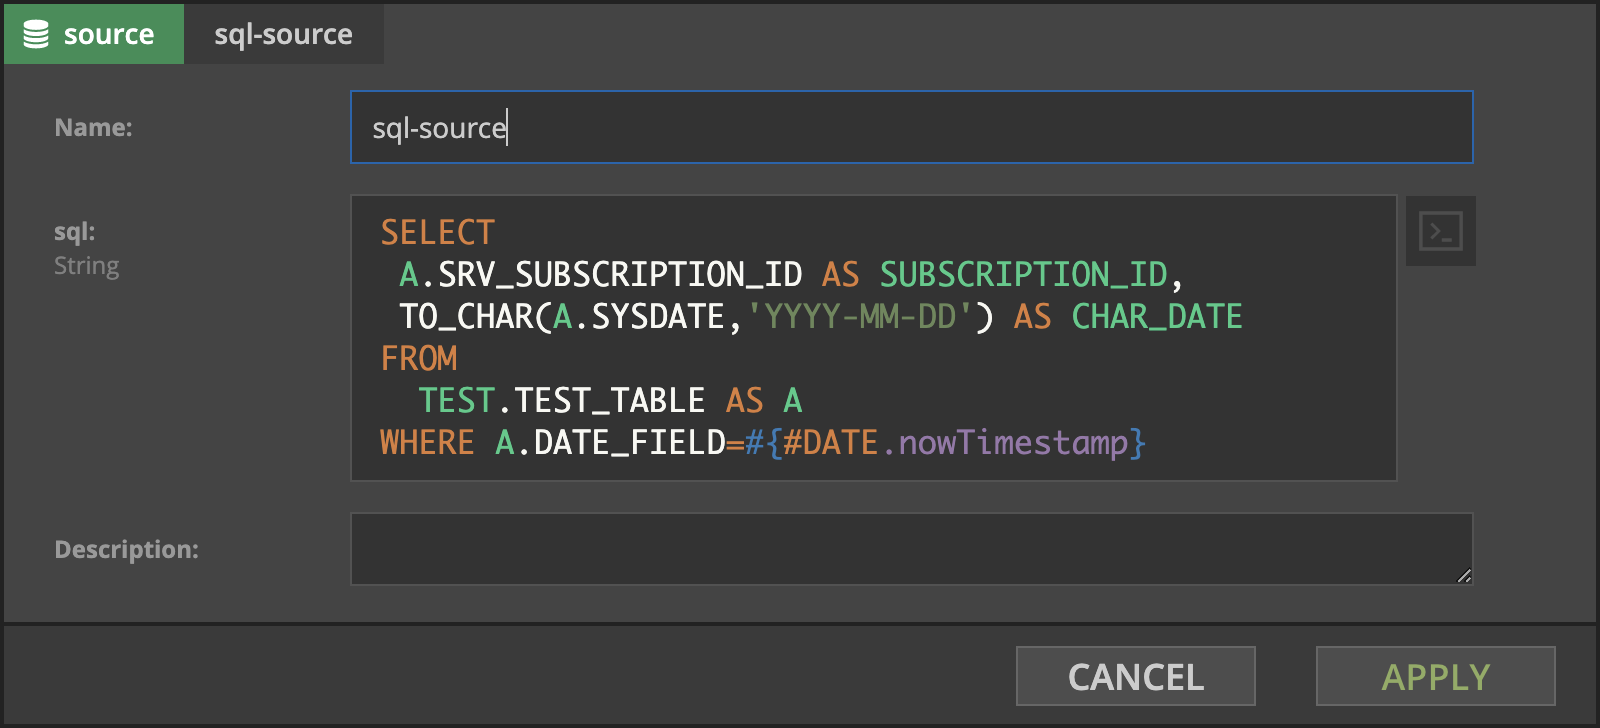 source sql-source
Name: sql-source
sql:
String
SELECT
A.SRV_SUBSCRIPTION_ID AS SUBSCRIPTION_ID,
TO_CHAR(A.SYSDATE,'YYYY-MM-DD') AS CHAR_DATE
FROM
TEST.TEST_TABLE AS A
WHERE A.DATE_FIELD=#{#DATE.nowTimestamp}
Description:
CANCEL APPLY